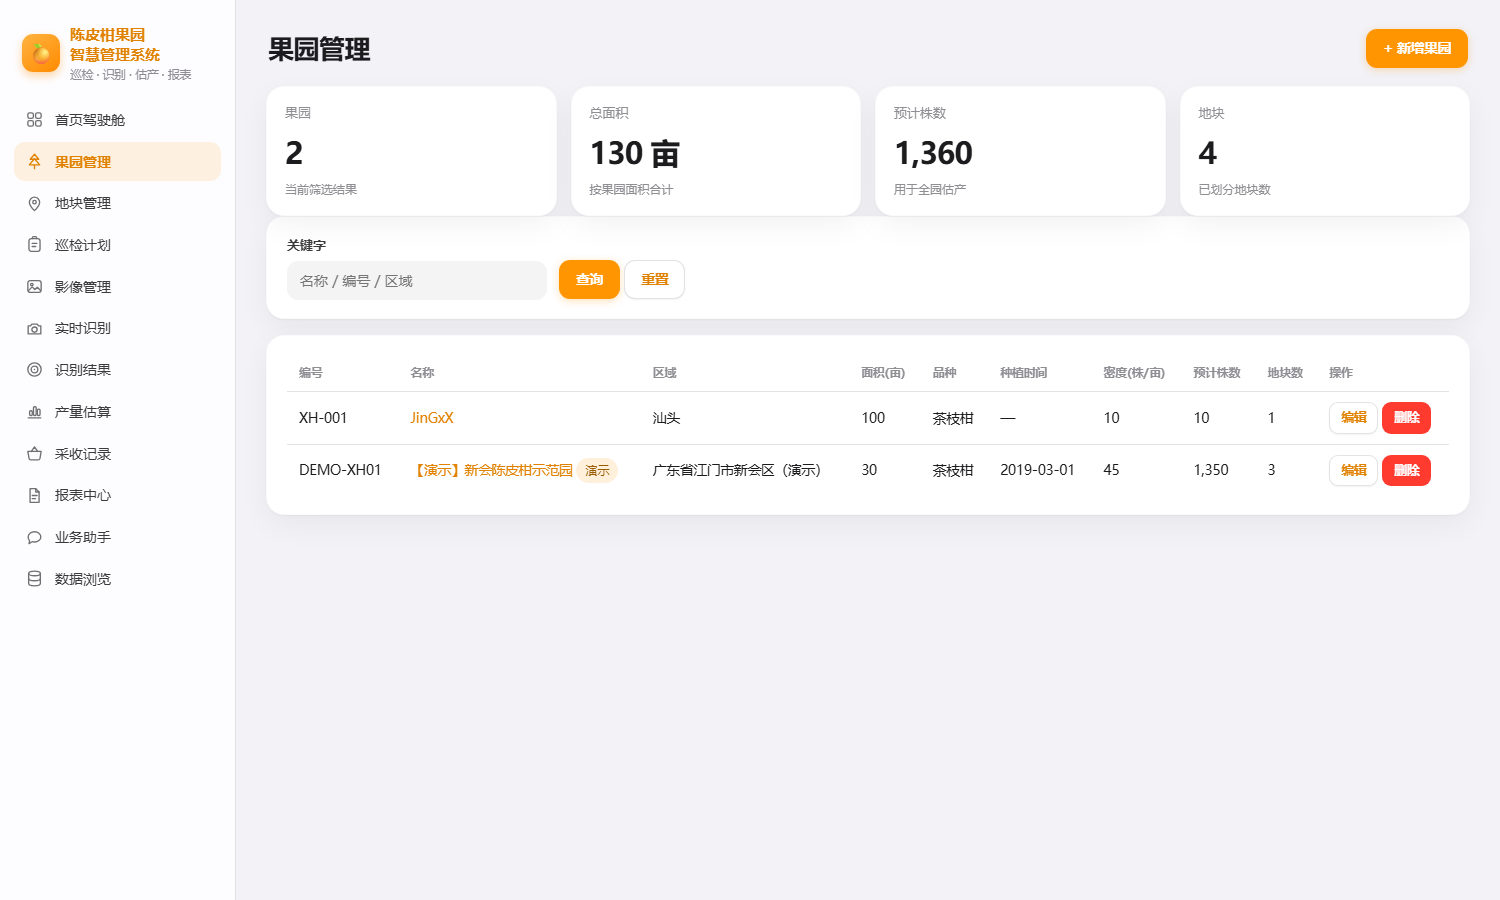 陈皮柑果园
智慧管理系统
巡检 · 识别 · 估产 · 报表
首页驾驶舱
果园管理
地块管理
巡检计划
影像管理
实时识别
识别结果
产量估算
采收记录
报表中心
业务助手
数据浏览
果园管理
+ 新增果园
果园
2
当前筛选结果
总面积
130 亩
按果园面积合计
预计株数
1,360
用于全园估产
地块
4
已划分地块数
关键字
名称 / 编号 / 区域 查询 重置
编号 名称 区域 面积(亩) 品种 种植时间 密度(株/亩) 预计株数 地块数 操作
XH-001 JinGxX 汕头 100 茶枝柑 — 10 10 1 编辑 删除
DEMO-XH01 【演示】新会陈皮柑示范园 演示 广东省江门市新会区（演示） 30 茶枝柑 2019-03-01 45 1,350 3 编辑 删除